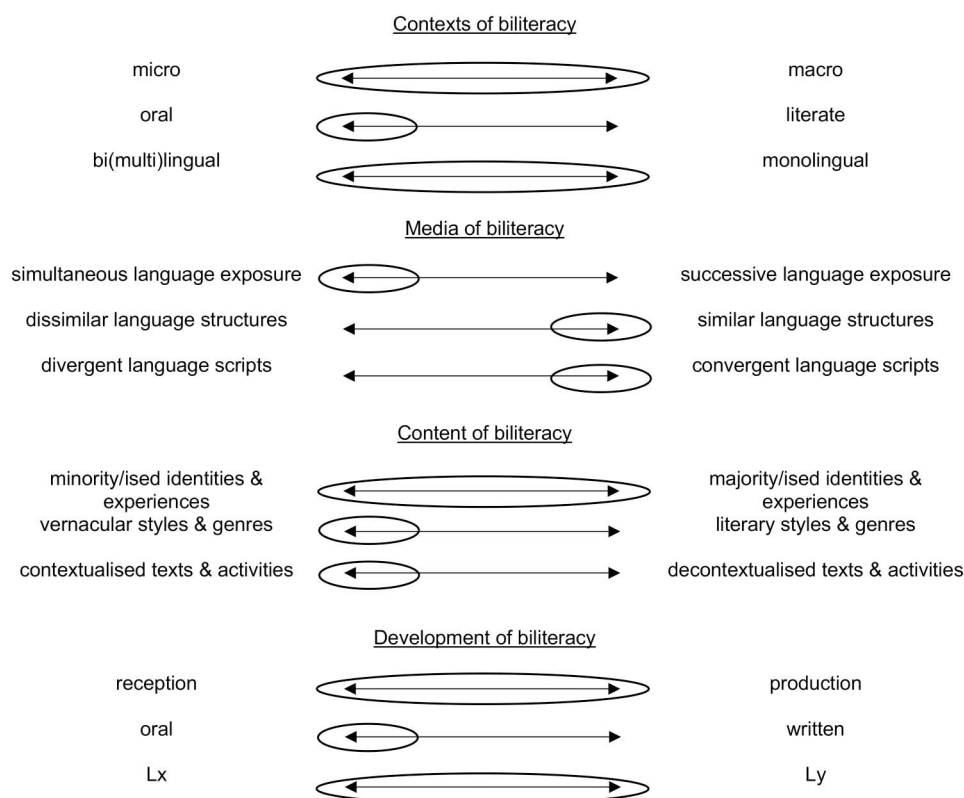 Contexts of biliteracy
micro macro
oral literate
bi(multi)lingual monolingual
Media of biliteracy
simultaneous language exposure successive language exposure
dissimilar language structures similar language structures
divergent language scripts convergent language scripts
Content of biliteracy
minority/ised identities & majority/ised identities &
experiences experiences
vernacular styles & genres literary styles & genres
contextualised texts & activities decontextualised texts & activities
Development of biliteracy
reception production
oral written
Lx Ly